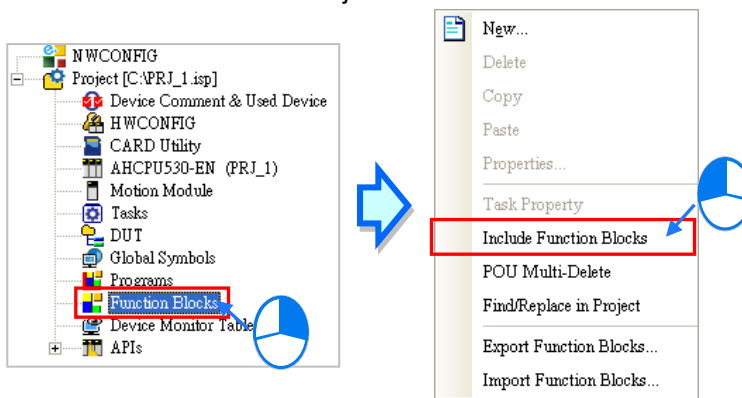 NWCONFIG
Project [C:\PRJ_1.isp]
Device Comment & Used Device
HWCONFIG
CARD Utility
AHCPU530-EN (PRJ_1)
Motion Module
Tasks
DUT
Global Symbols
Programs
Function Blocks
Device Monitor Table
APIs
New...
Delete
Copy
Paste
Properties...
Task Property
Include Function Blocks
POU Multi-Delete
Find/Replace in Project
Export Function Blocks...
Import Function Blocks...